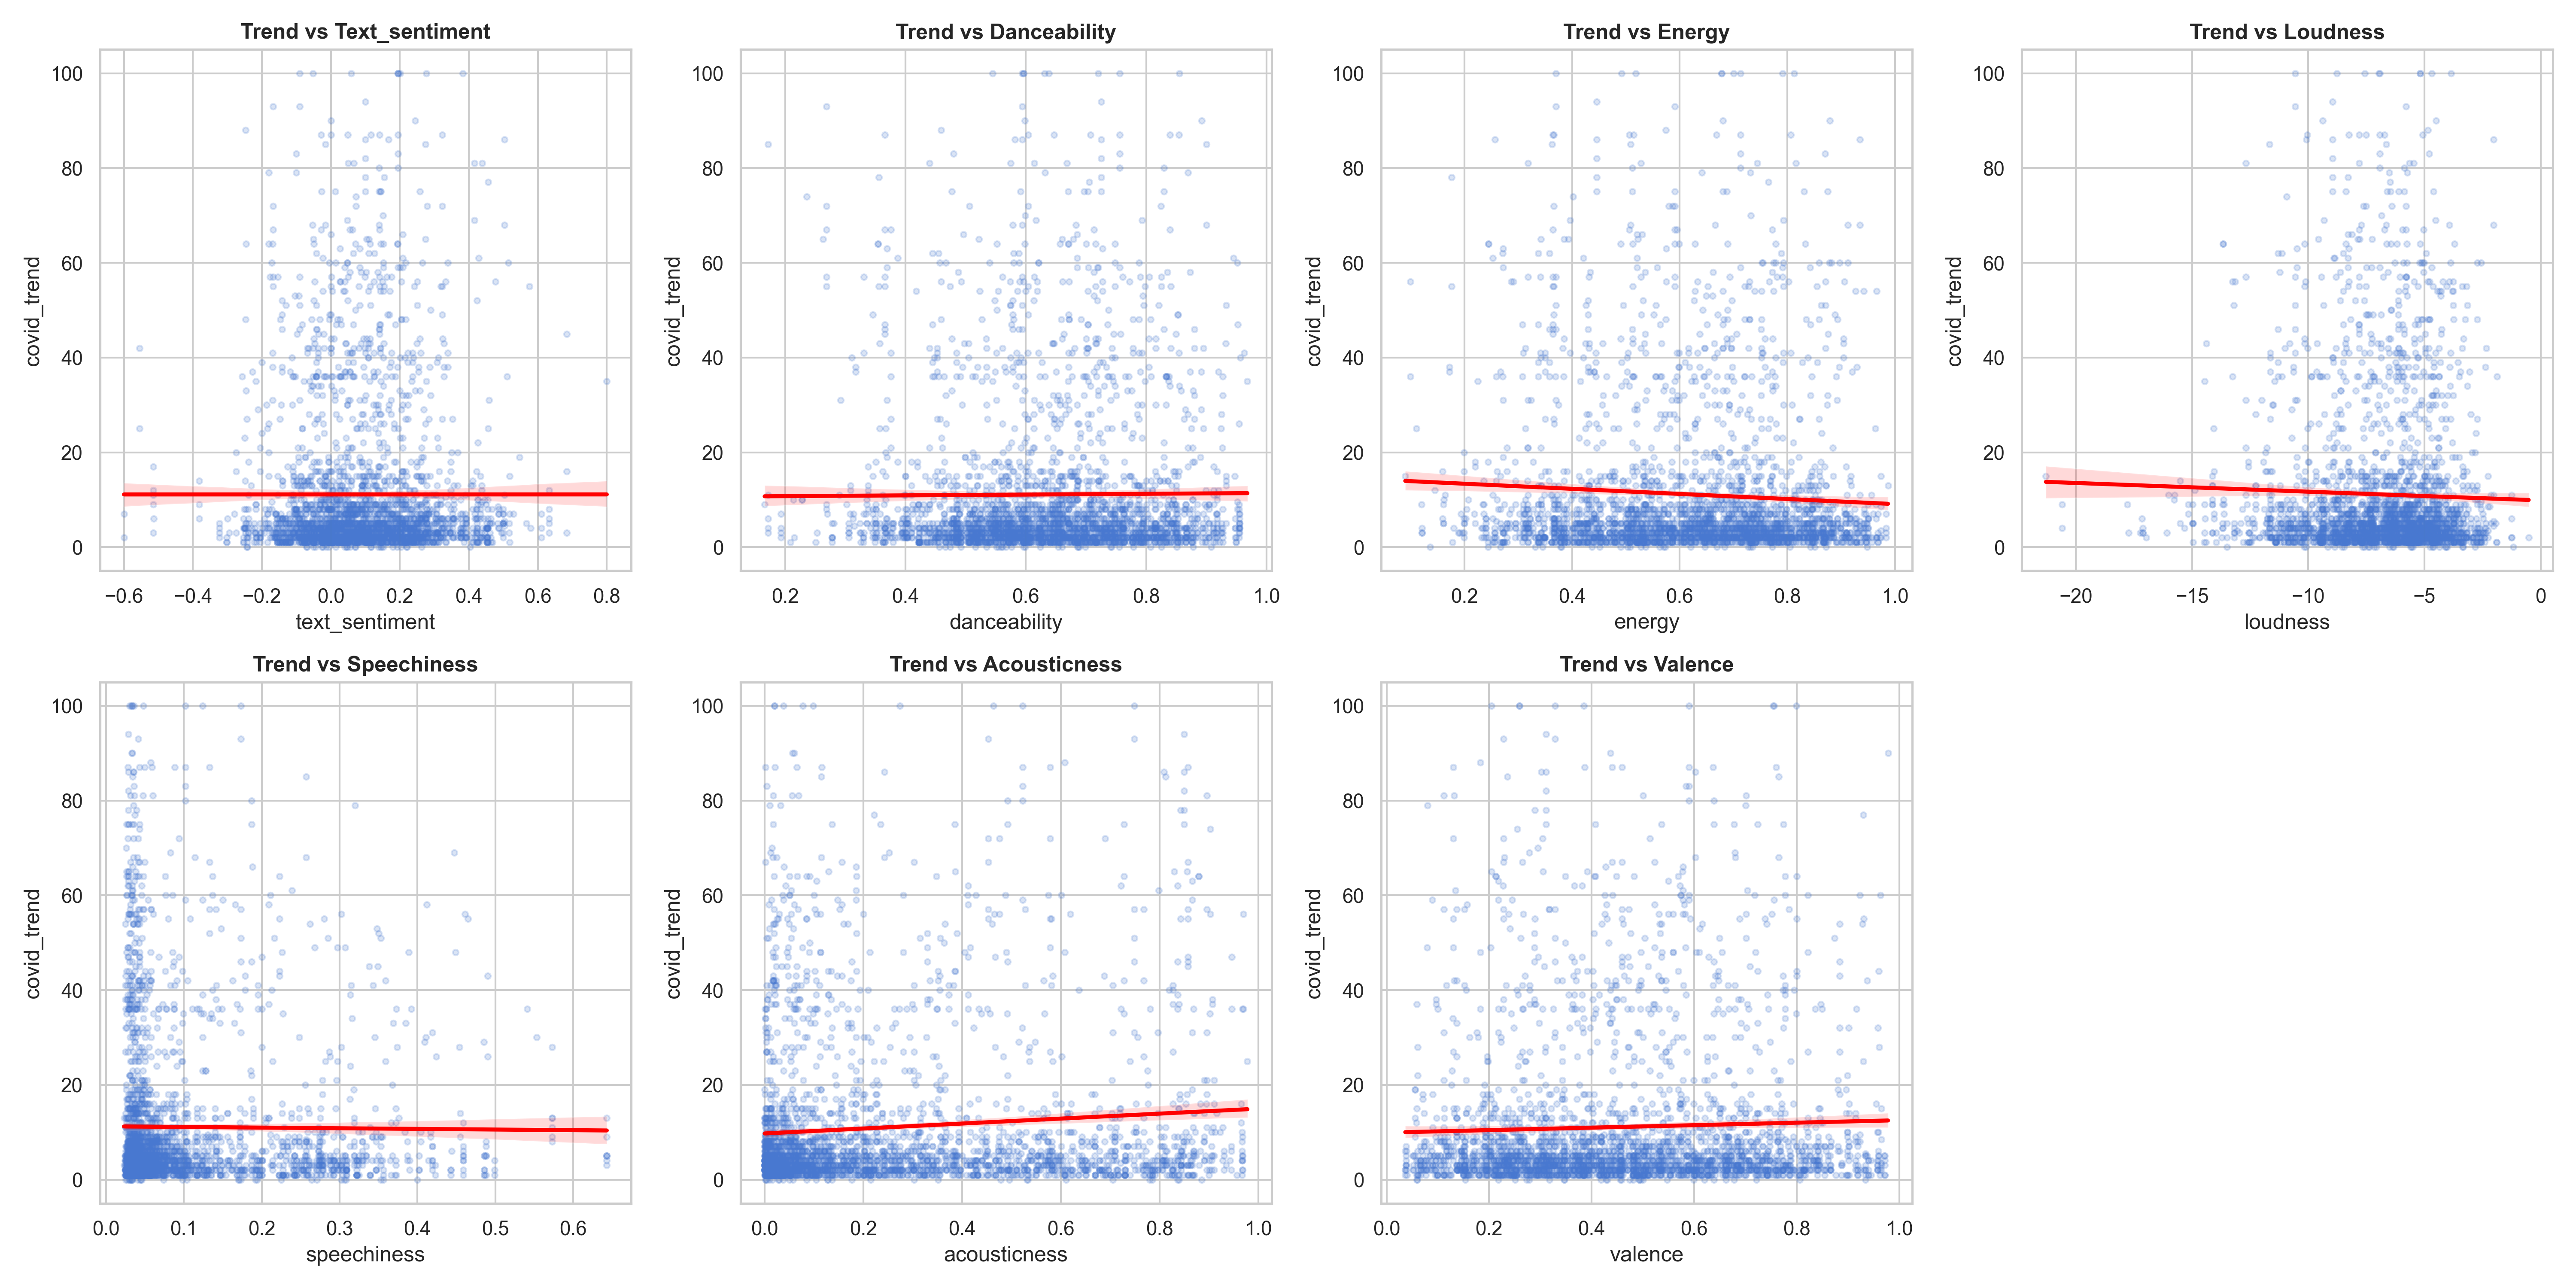 Trend vs Text_sentiment
100
80
60
40
20
0
covid_trend
−0.6 −0.4 −0.2 0.0 0.2 0.4 0.6 0.8
text_sentiment
Trend vs Danceability
100
80
60
40
20
0
covid_trend
0.2 0.4 0.6 0.8 1.0
danceability
Trend vs Energy
100
80
60
40
20
0
covid_trend
0.2 0.4 0.6 0.8 1.0
energy
Trend vs Loudness
100
80
60
40
20
0
covid_trend
−20 −15 −10 −5 0
loudness
Trend vs Speechiness
100
80
60
40
20
0
covid_trend
0.0 0.1 0.2 0.3 0.4 0.5 0.6
speechiness
Trend vs Acousticness
100
80
60
40
20
0
covid_trend
0.0 0.2 0.4 0.6 0.8 1.0
acousticness
Trend vs Valence
100
80
60
40
20
0
covid_trend
0.0 0.2 0.4 0.6 0.8 1.0
valence